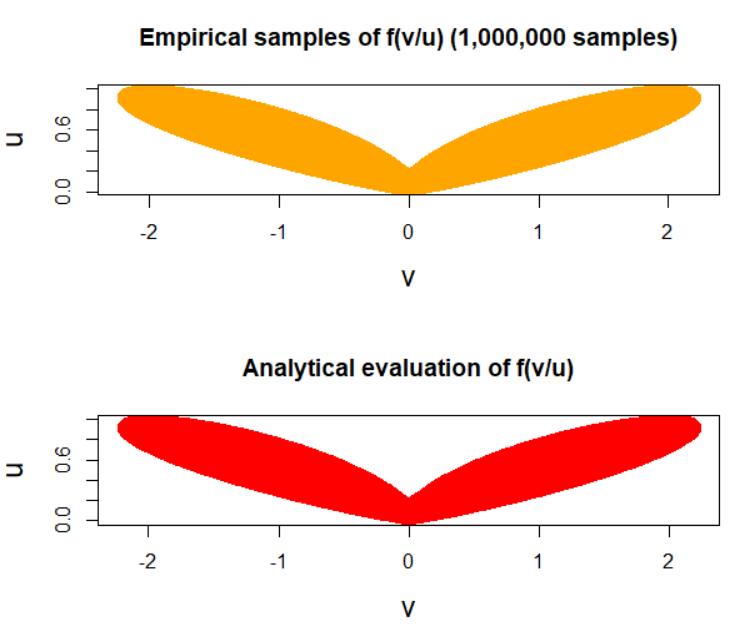 Empirical samples of f(v/u) (1,000,000 samples)
u
0.0 0.6
-2 -1 0 1 2
v
Analytical evaluation of f(v/u)
u
0.0 0.6
-2 -1 0 1 2
v